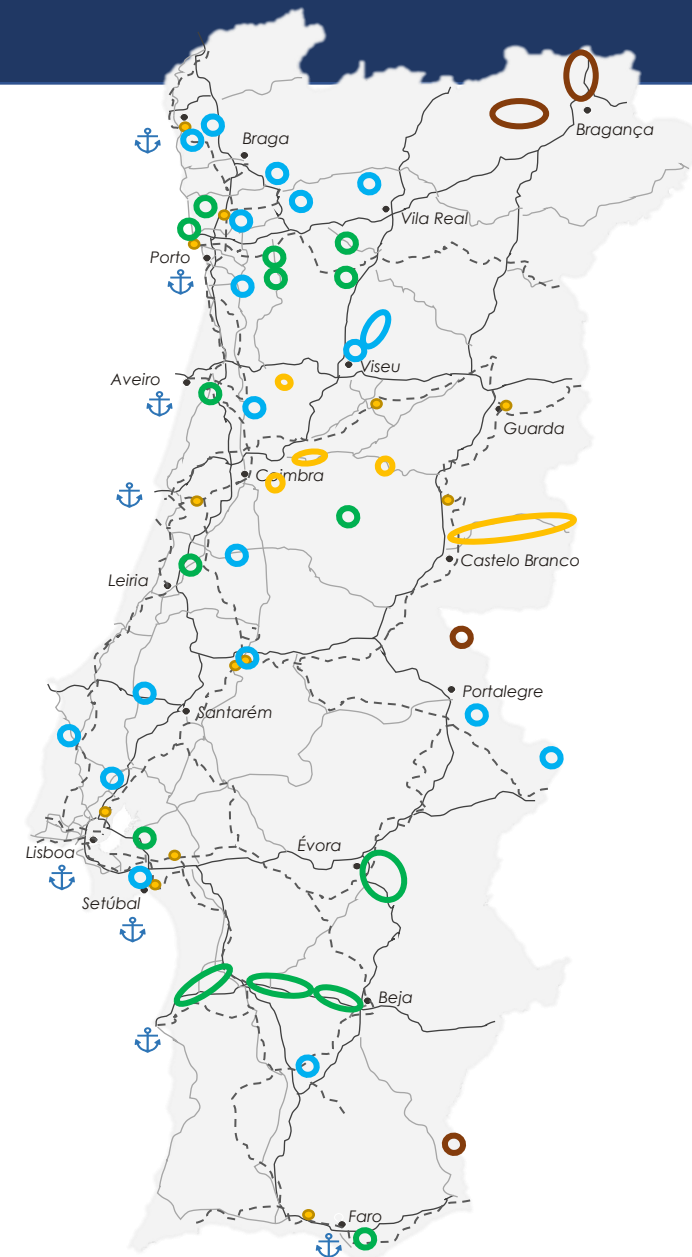 Bragança
Braga
Vila Real
Porto
Viseu
Aveiro
Guarda
Coimbra
Castelo Branco
Leiria
Portalegre
Santarém
Évora
Lisboa
Setúbal
Beja
Faro